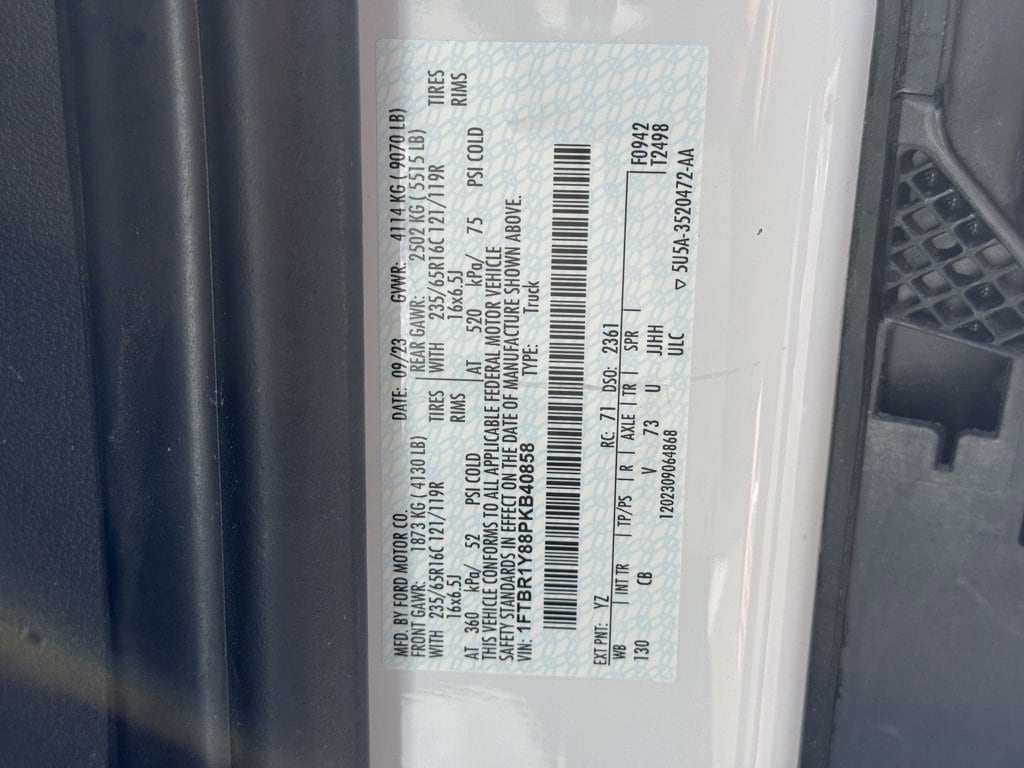 MFD. BY FORD MOTOR CO. DATE: 09/23 GVWR: 4114 KG ( 9070 LB)
FRONT GAWR: 1873 KG ( 4130 LB) REAR GAWR: 2502 KG ( 5515 LB)
WITH 235/65R16C 121/119R TIRES WITH 235/65R16C 121/119R TIRES
16x6.5J RIMS 16x6.5J RIMS
AT 360 kPa/ 52 PSI COLD AT 520 kPa/ 75 PSI COLD
THIS VEHICLE CONFORMS TO ALL APPLICABLE FEDERAL MOTOR VEHICLE
SAFETY STANDARDS IN EFFECT ON THE DATE OF MANUFACTURE SHOWN ABOVE.
VIN: 1FTBR1Y88PKB40858 TYPE: Truck
EXT PNT: YZ RC: 71 DSO: 2361
WB INT TR TP/PS R AXLE TR SPR F0942
130 CB V 73 U JJHH T2498
1202309064868 ULC
▽ 5U5A-3520472-AA